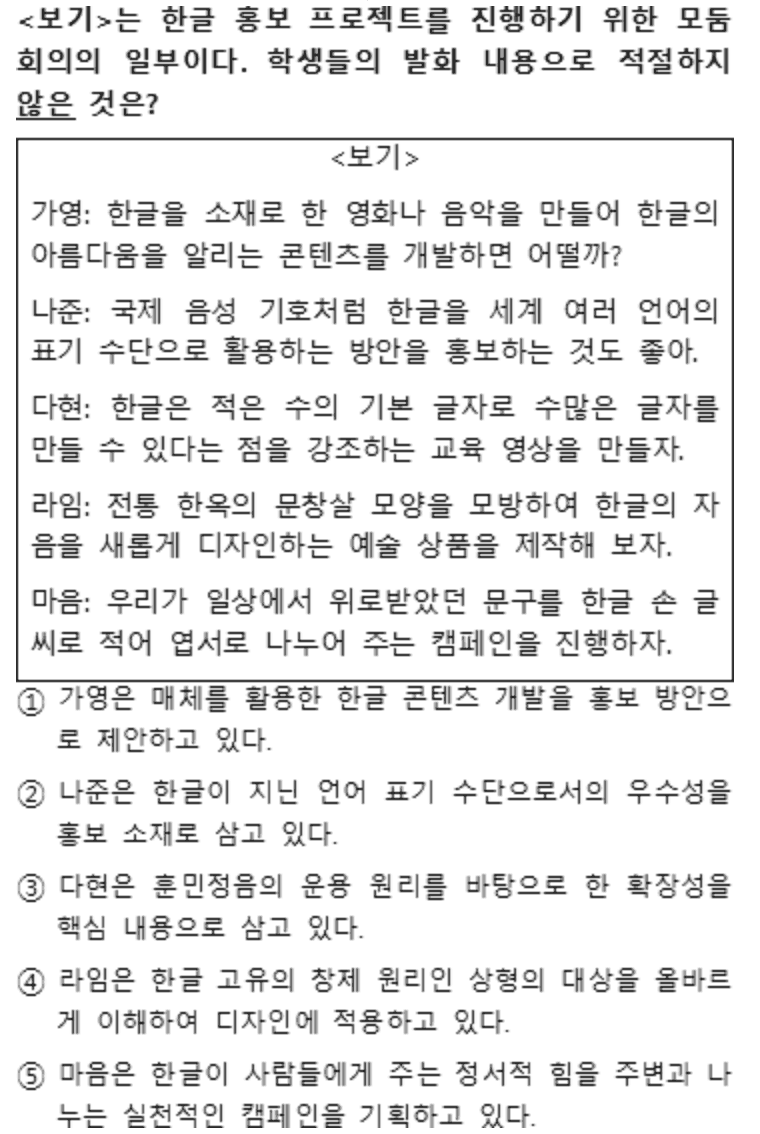 <보기>는 한글 홍보 프로젝트를 진행하기 위한 모둠
회의의 일부이다. 학생들의 발화 내용으로 적절하지
않은 것은?
<보기>
가영: 한글을 소재로 한 영화나 음악을 만들어 한글의
아름다움을 알리는 콘텐츠를 개발하면 어떨까?
나준: 국제 음성 기호처럼 한글을 세계 여러 언어의
표기 수단으로 활용하는 방안을 홍보하는 것도 좋아.
다현: 한글은 적은 수의 기본 글자로 수많은 글자를
만들 수 있다는 점을 강조하는 교육 영상을 만들자.
라임: 전통 한옥의 문창살 모양을 모방하여 한글의 자
음을 새롭게 디자인하는 예술 상품을 제작해 보자.
마음: 우리가 일상에서 위로받았던 문구를 한글 손 글
씨로 적어 엽서로 나누어 주는 캠페인을 진행하자.
① 가영은 매체를 활용한 한글 콘텐츠 개발을 홍보 방안으
로 제안하고 있다.
② 나준은 한글이 지닌 언어 표기 수단으로서의 우수성을
홍보 소재로 삼고 있다.
③ 다현은 훈민정음의 운용 원리를 바탕으로 한 확장성을
핵심 내용으로 삼고 있다.
④ 라임은 한글 고유의 창제 원리인 상형의 대상을 올바르
게 이해하여 디자인에 적용하고 있다.
⑤ 마음은 한글이 사람들에게 주는 정서적 힘을 주변과 나
누는 실천적인 캠페인을 기획하고 있다.